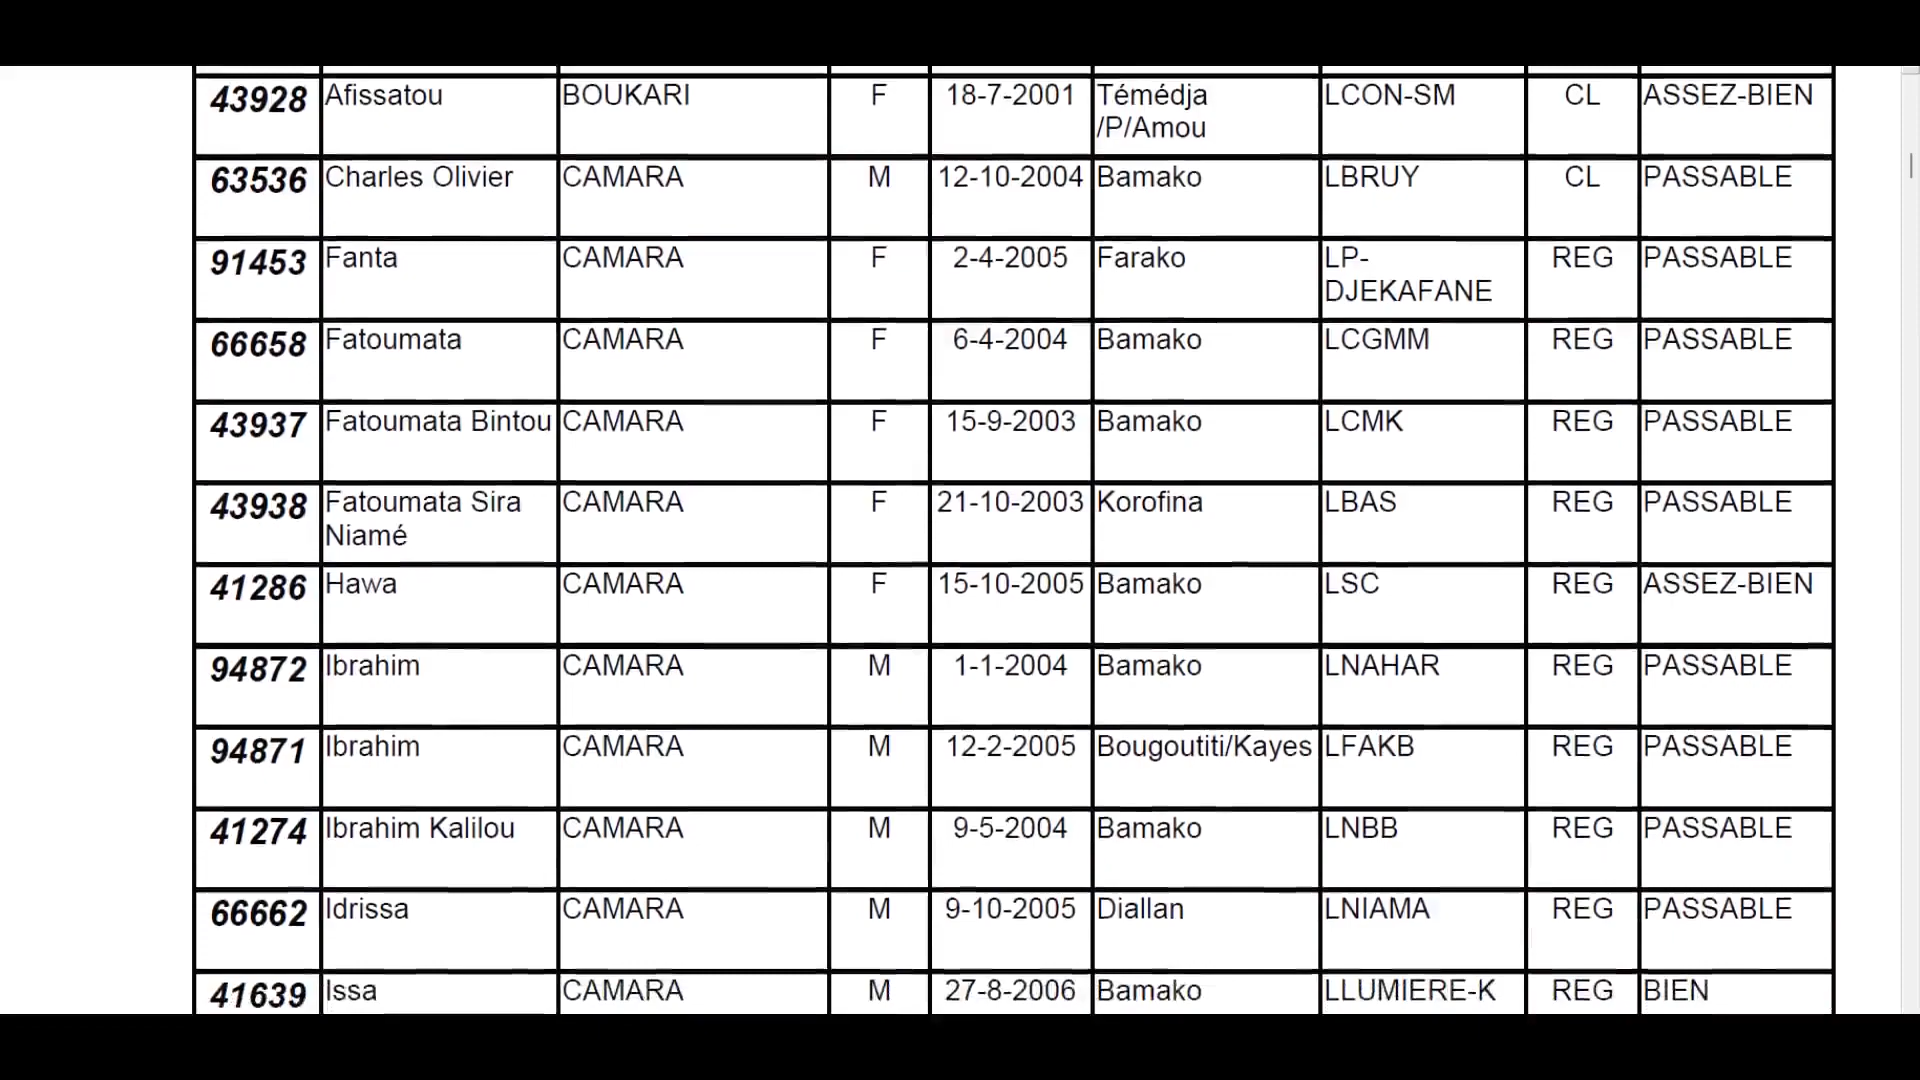 43928 Afissatou BOUKARI F 18-7-2001 Témédja /P/Amou LCON-SM CL ASSEZ-BIEN
63536 Charles Olivier CAMARA M 12-10-2004 Bamako LBRUY CL PASSABLE
91453 Fanta CAMARA F 2-4-2005 Farako LP-DJEKAFANE REG PASSABLE
66658 Fatoumata CAMARA F 6-4-2004 Bamako LCGMM REG PASSABLE
43937 Fatoumata Bintou CAMARA F 15-9-2003 Bamako LCMK REG PASSABLE
43938 Fatoumata Sira Niamé CAMARA F 21-10-2003 Korofina LBAS REG PASSABLE
41286 Hawa CAMARA F 15-10-2005 Bamako LSC REG ASSEZ-BIEN
94872 Ibrahim CAMARA M 1-1-2004 Bamako LNAHAR REG PASSABLE
94871 Ibrahim CAMARA M 12-2-2005 Bougoutiti/Kayes LFAKB REG PASSABLE
41274 Ibrahim Kalilou CAMARA M 9-5-2004 Bamako LNBB REG PASSABLE
66662 Idrissa CAMARA M 9-10-2005 Diallan LNIAMA REG PASSABLE
41639 Issa CAMARA M 27-8-2006 Bamako LLUMIERE-K REG BIEN